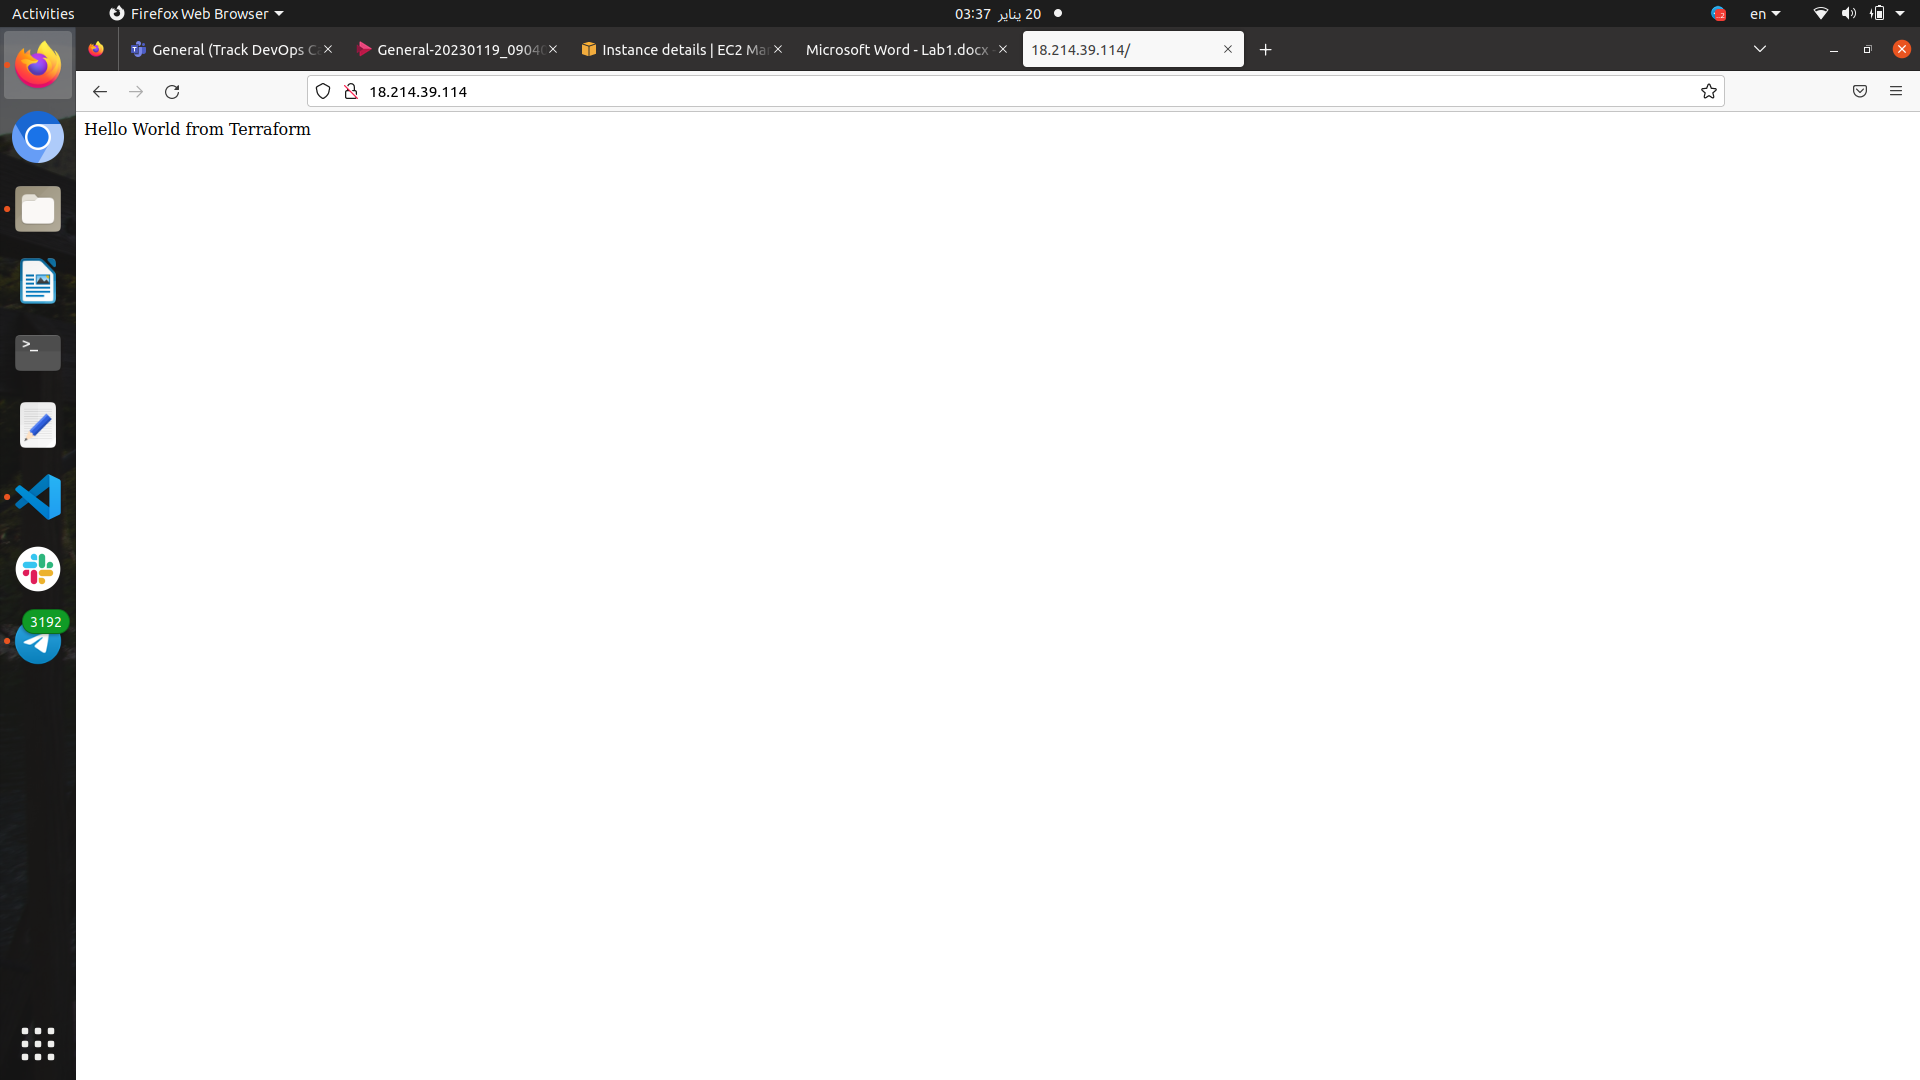 Activities Firefox Web Browser 03:37 يناير 20 en
General (Track DevOps C General-20230119_0904 Instance details | EC2 Ma Microsoft Word - Lab1.docx 18.214.39.114/
18.214.39.114
Hello World from Terraform
>_
3192